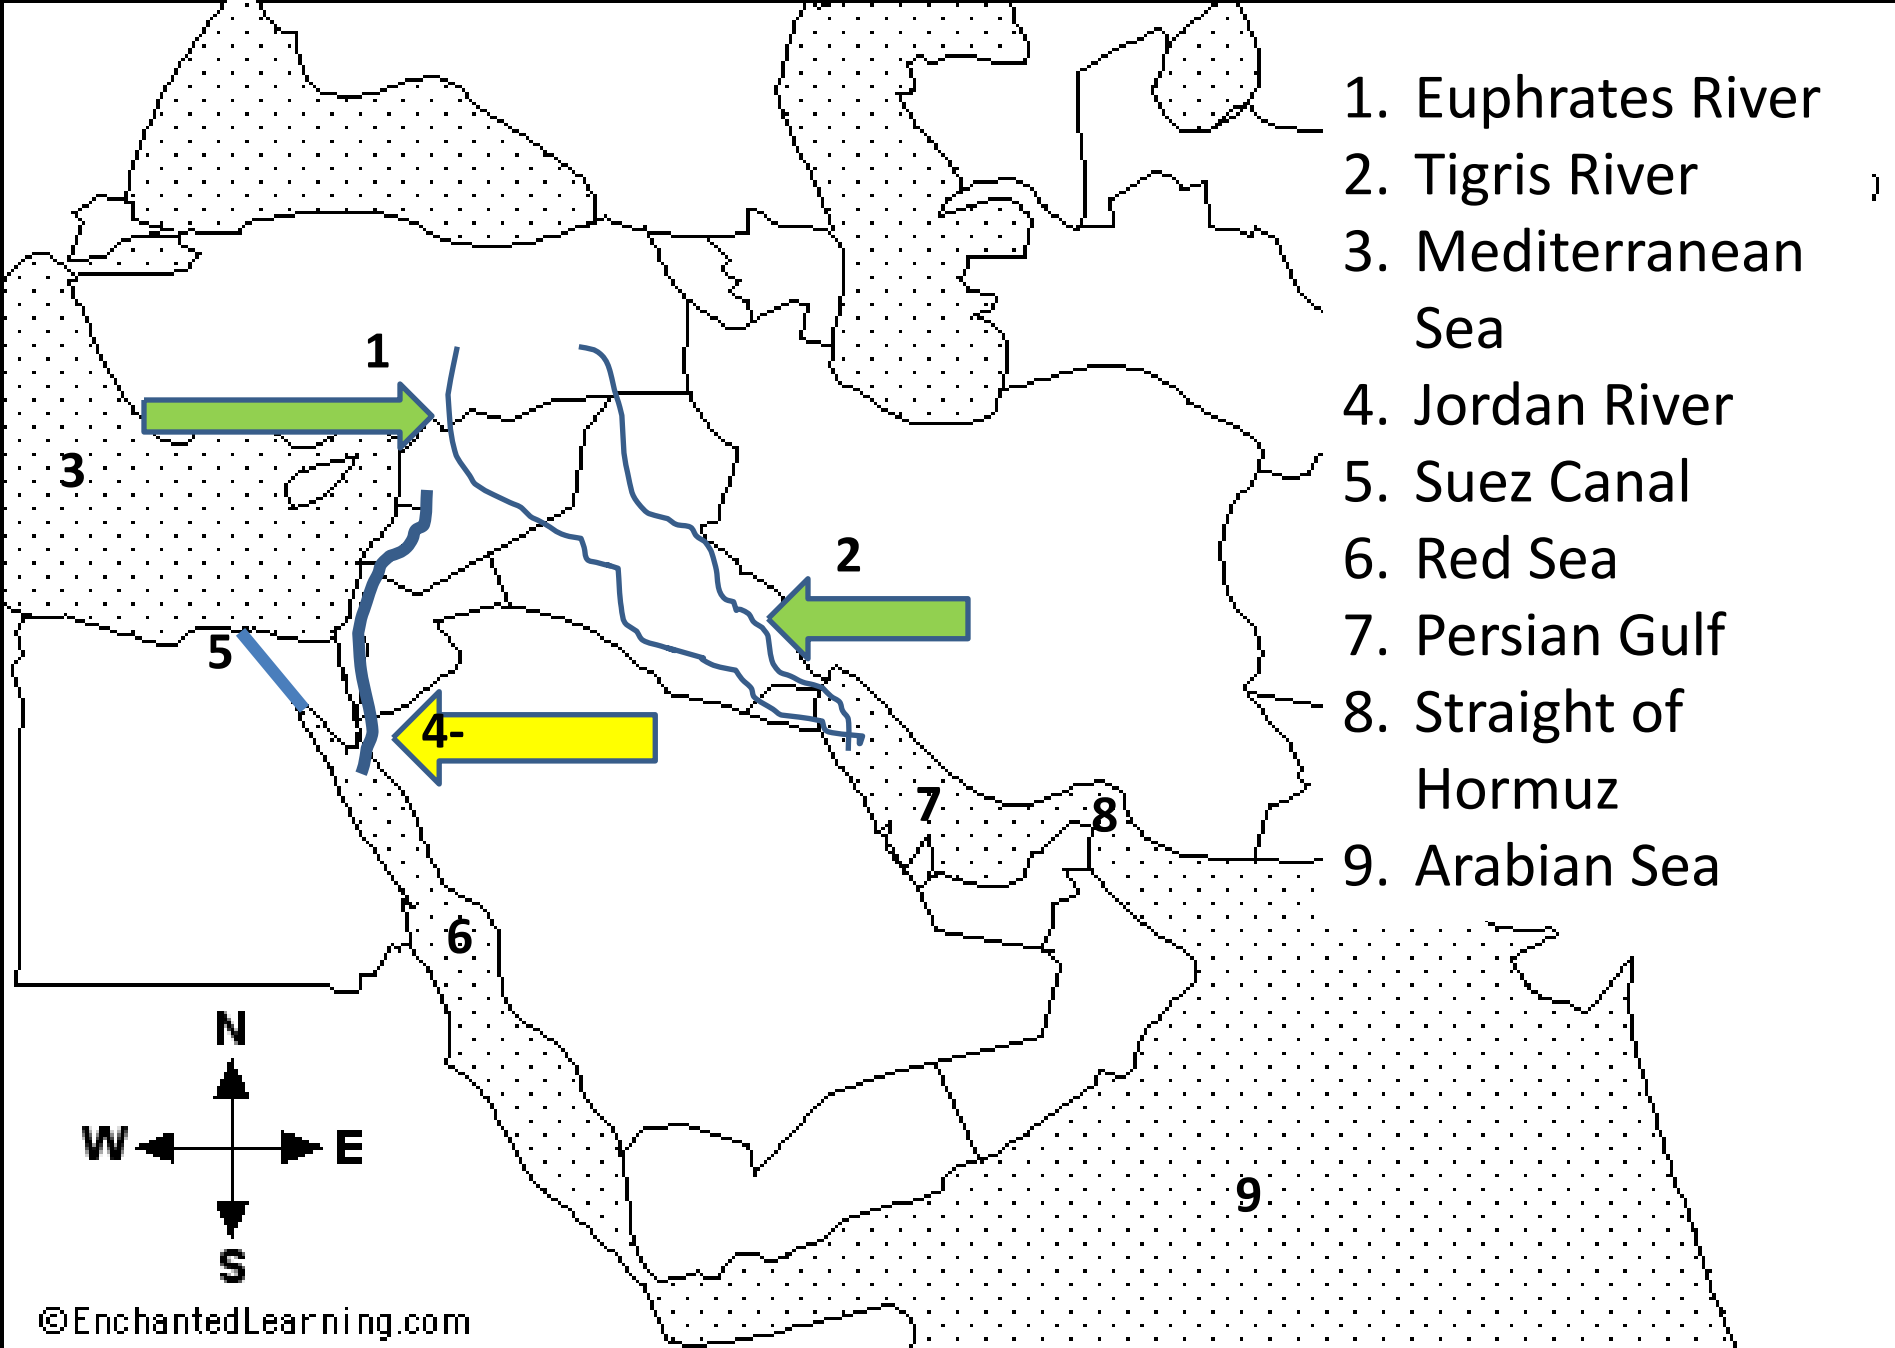 1. Euphrates River
2. Tigris River
3. Mediterranean
Sea
4. Jordan River
5. Suez Canal
6. Red Sea
7. Persian Gulf
8. Straight of
Hormuz
9. Arabian Sea
1
3
2
5
4-
7
8
6
N
W E
S
9
©EnchantedLearning.com